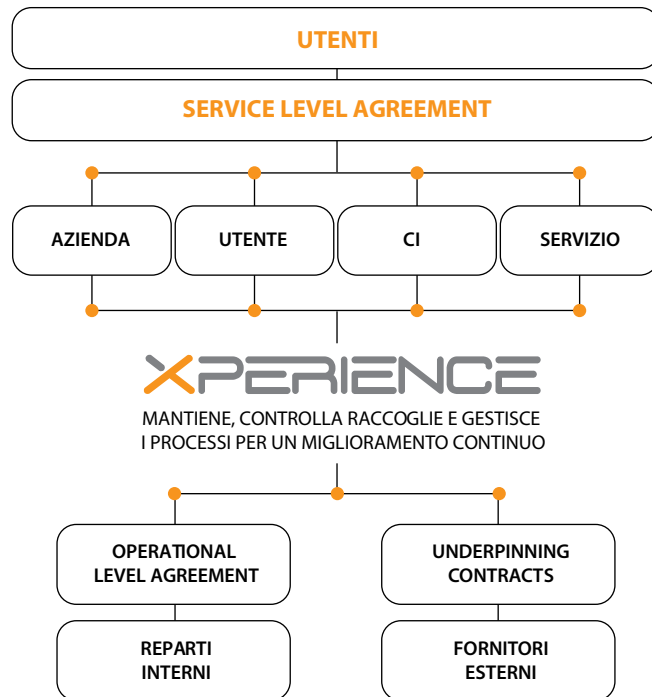 UTENTI
SERVICE LEVEL AGREEMENT
AZIENDA
UTENTE
CI
SERVIZIO
XPERIENCE
MANTIENE, CONTROLLA RACCOGLIE E GESTISCE
I PROCESSI PER UN MIGLIORAMENTO CONTINUO
OPERATIONAL
LEVEL AGREEMENT
UNDERPINNING
CONTRACTS
REPARTI
INTERNI
FORNITORI
ESTERNI